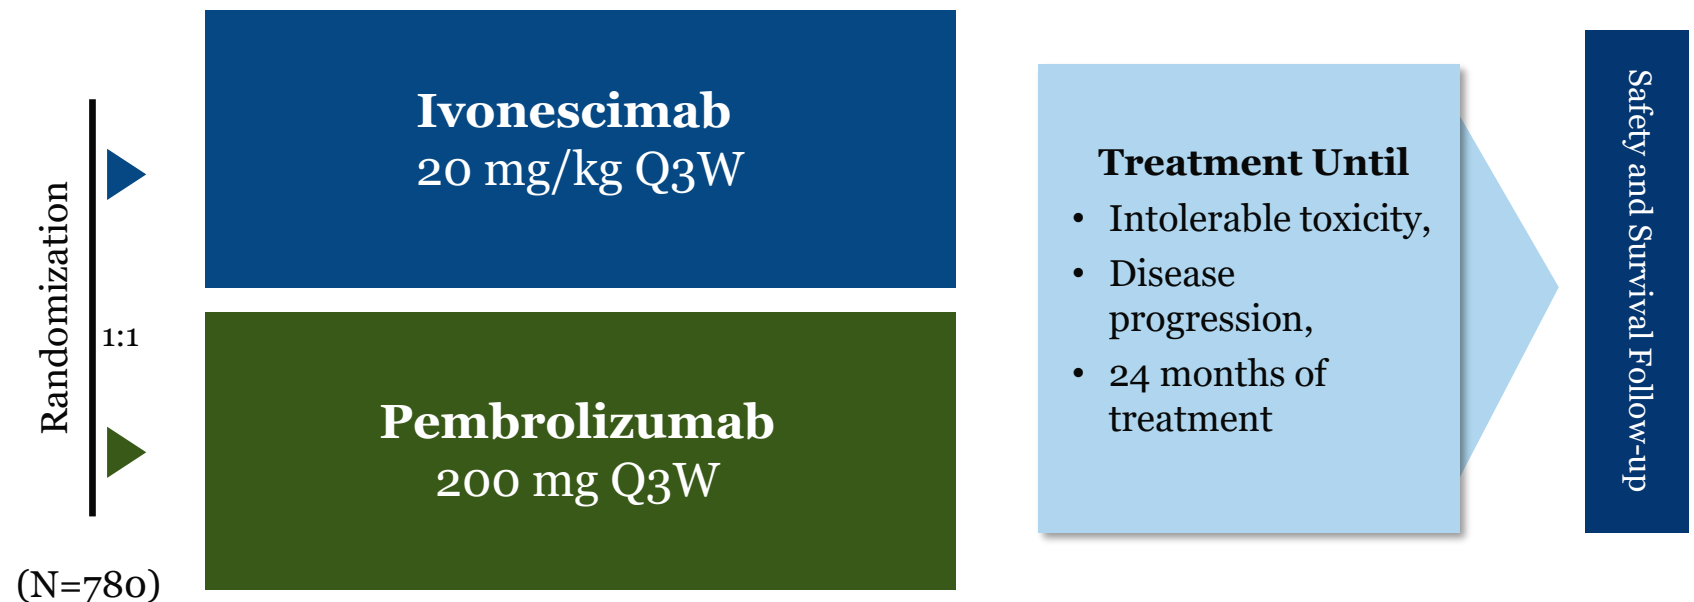 Randomization
1:1
(N=780)
Ivonescimab
20 mg/kg Q3W
Pembrolizumab
200 mg Q3W
Treatment Until
• Intolerable toxicity,
• Disease
progression,
• 24 months of
treatment
Safety and Survival Follow-up